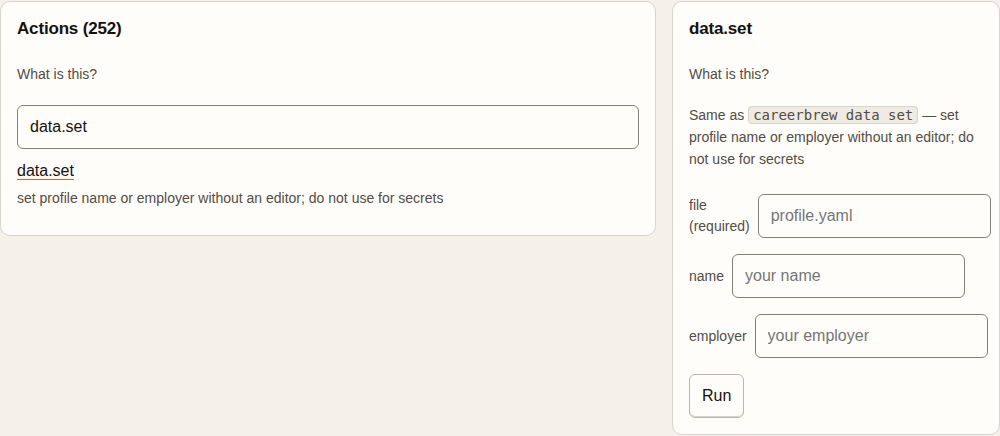 Actions (252)
What is this?
data.set
data.set
set profile name or employer without an editor; do not use for secrets
data.set
What is this?
Same as careerbrew data set — set
profile name or employer without an editor; do
not use for secrets
file
(required)
profile.yaml
name
your name
employer
your employer
Run